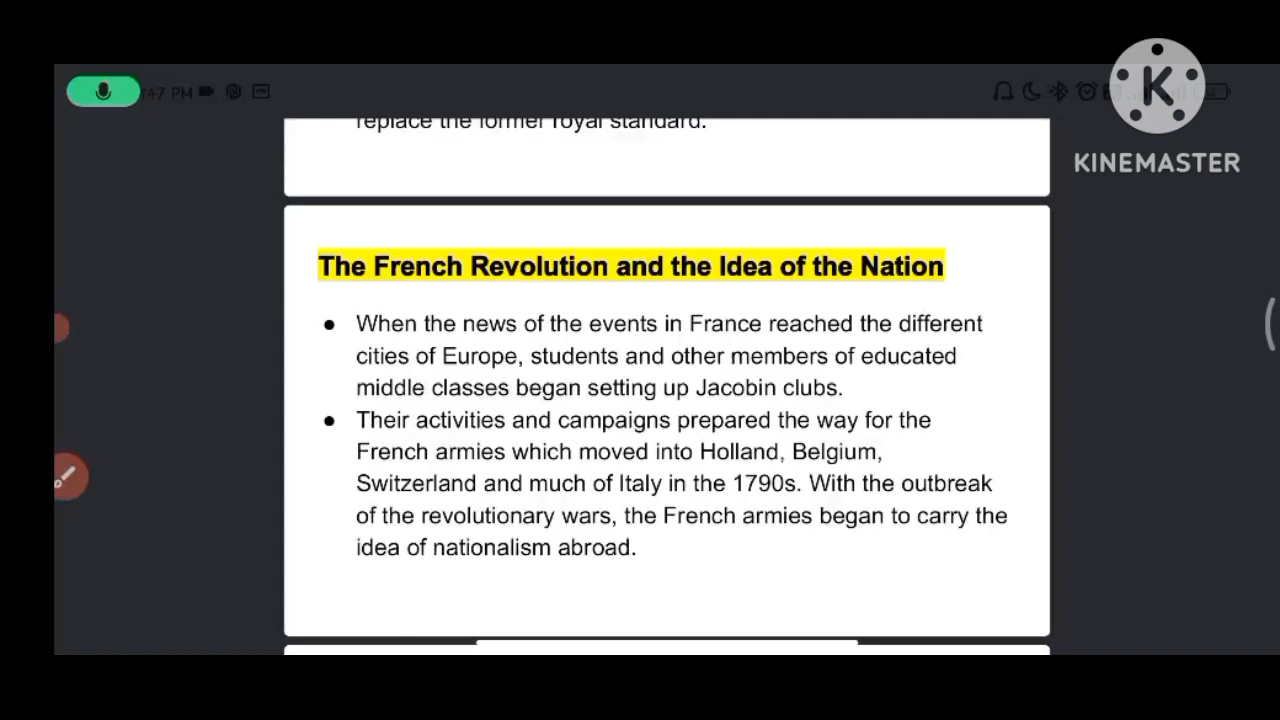 :47 PM
KINEMASTER
replace the former royal standard.
The French Revolution and the Idea of the Nation
● When the news of the events in France reached the different
cities of Europe, students and other members of educated
middle classes began setting up Jacobin clubs.
● Their activities and campaigns prepared the way for the
French armies which moved into Holland, Belgium,
Switzerland and much of Italy in the 1790s. With the outbreak
of the revolutionary wars, the French armies began to carry the
idea of nationalism abroad.